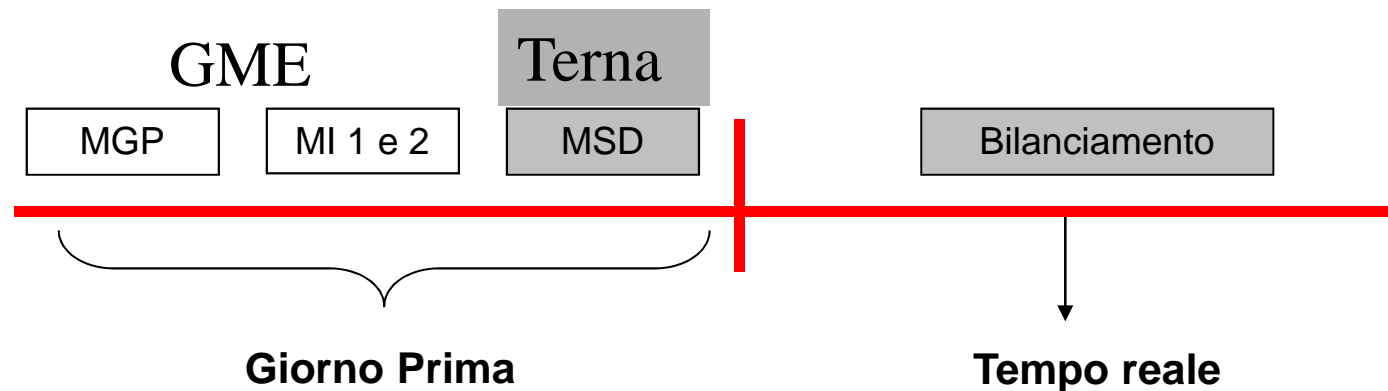 GME Terna
MGP MI 1 e 2 MSD Bilanciamento
Giorno Prima Tempo reale